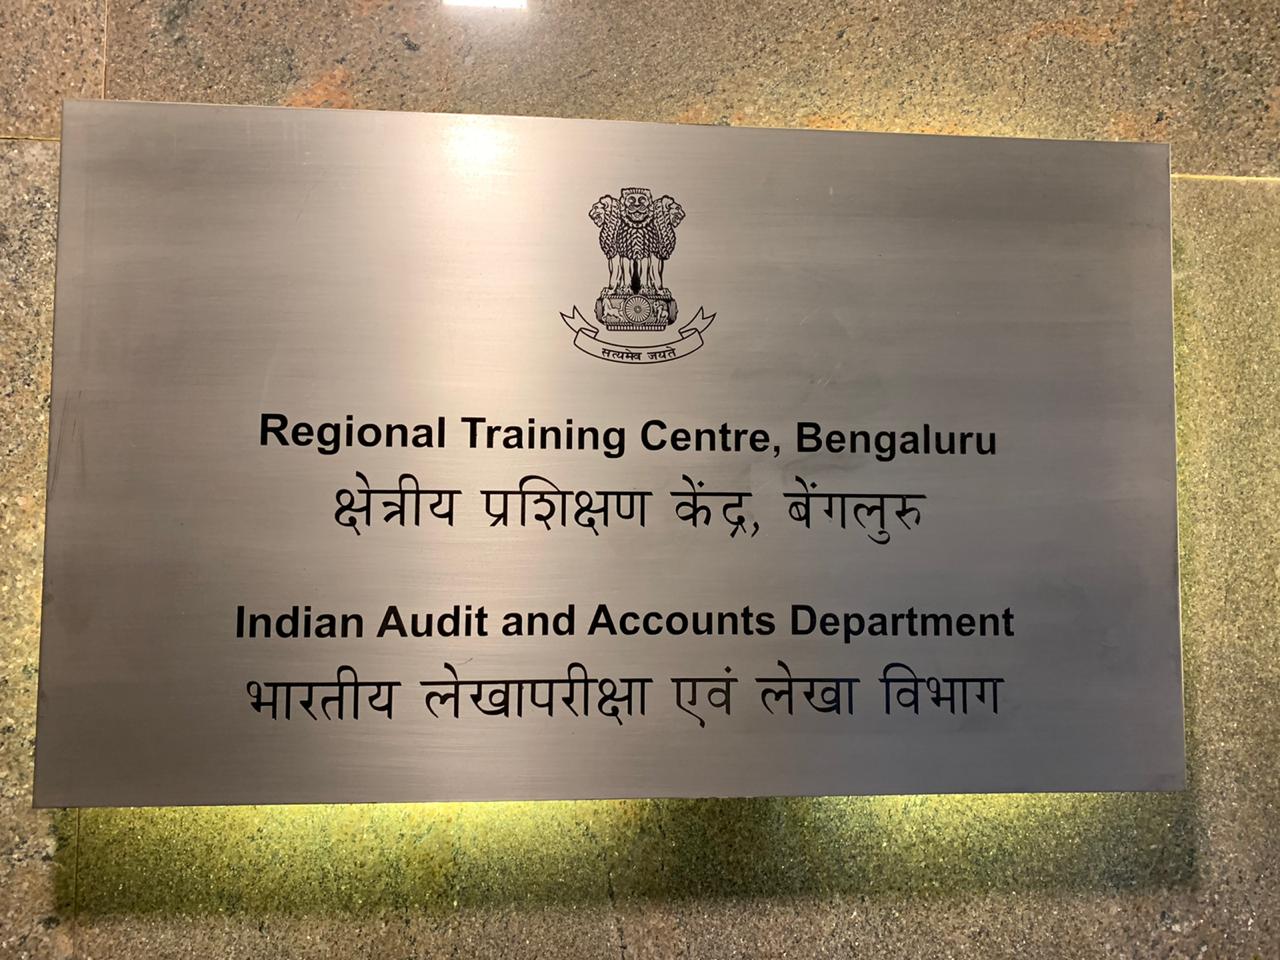 सत्यमेव जयते
Regional Training Centre, Bengaluru
क्षेत्रीय प्रशिक्षण केंद्र, बेंगलुरु
Indian Audit and Accounts Department
भारतीय लेखापरीक्षा एवं लेखा विभाग